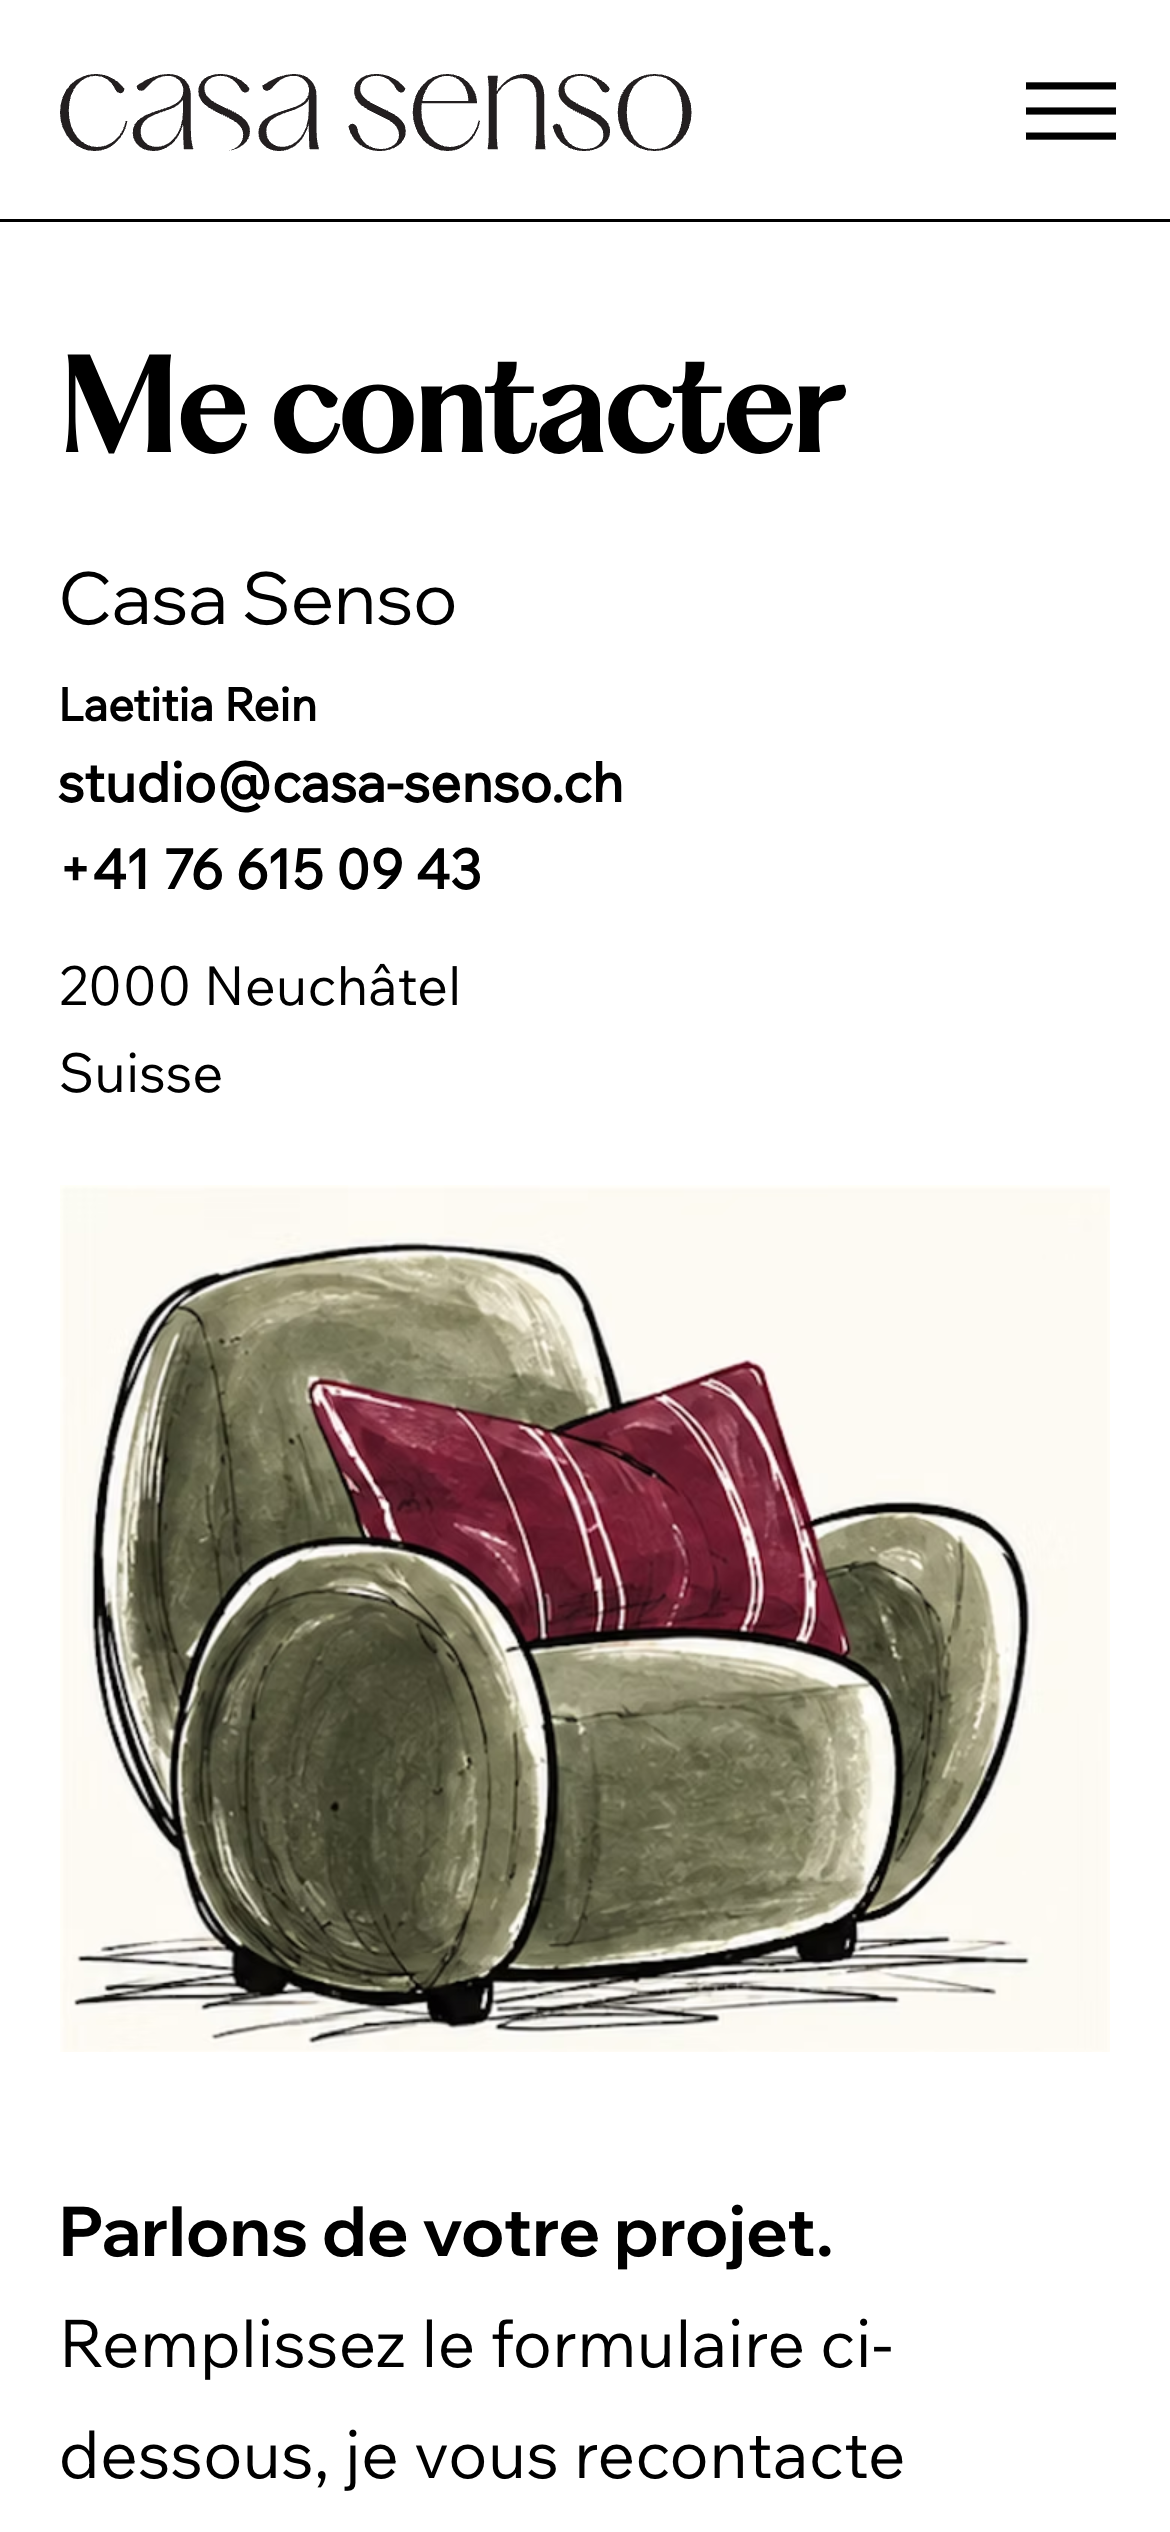 casa senso
Me contacter
Casa Senso
Laetitia Rein
studio@casa-senso.ch
+41 76 615 09 43
2000 Neuchâtel
Suisse
Parlons de votre projet.
Remplissez le formulaire ci-
dessous, je vous recontacte